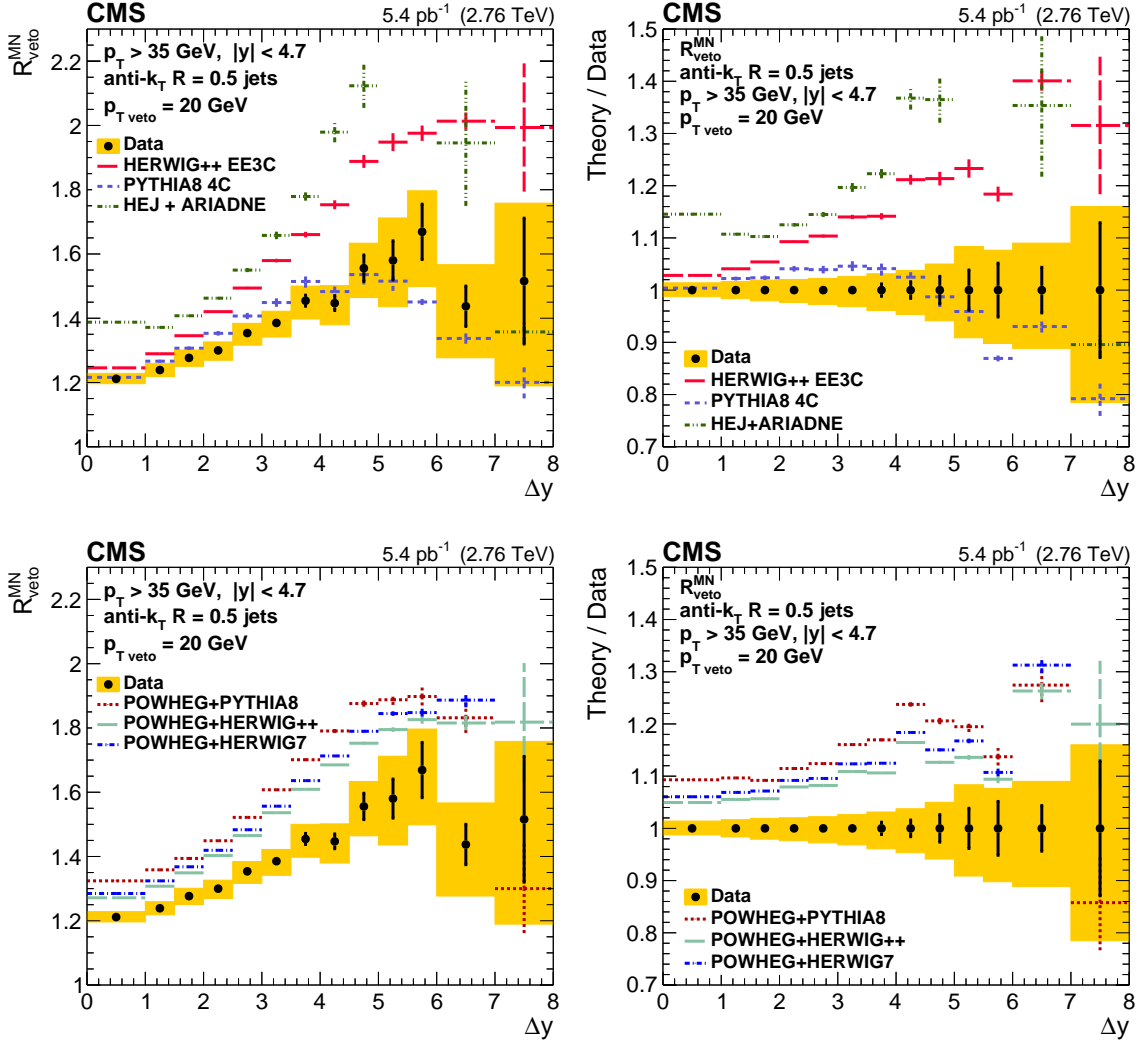 CMS 5.4 pb⁻¹ (2.76 TeV)
p_T > 35 GeV, |y| < 4.7
anti-k_T R = 0.5 jets
p_T veto = 20 GeV
Data
HERWIG++ EE3C
PYTHIA8 4C
HEJ + ARIADNE
R_veto^MN
2.2
2
1.8
1.6
1.4
1.2
1
0 1 2 3 4 5 6 7 8
Δy
CMS 5.4 pb⁻¹ (2.76 TeV)
R_veto^MN
anti-k_T R = 0.5 jets
p_T > 35 GeV, |y| < 4.7
p_T veto = 20 GeV
Data
HERWIG++ EE3C
PYTHIA8 4C
HEJ+ARIADNE
Theory / Data
1.5
1.4
1.3
1.2
1.1
1.0
0.9
0.8
0.7
0 1 2 3 4 5 6 7 8
Δy
CMS 5.4 pb⁻¹ (2.76 TeV)
p_T > 35 GeV, |y| < 4.7
anti-k_T R = 0.5 jets
p_T veto = 20 GeV
Data
POWHEG+PYTHIA8
POWHEG+HERWIG++
POWHEG+HERWIG7
R_veto^MN
2.2
2
1.8
1.6
1.4
1.2
1
0 1 2 3 4 5 6 7 8
Δy
CMS 5.4 pb⁻¹ (2.76 TeV)
R_veto^MN
anti-k_T R = 0.5 jets
p_T > 35 GeV, |y| < 4.7
p_T veto = 20 GeV
Data
POWHEG+PYTHIA8
POWHEG+HERWIG++
POWHEG+HERWIG7
Theory / Data
1.5
1.4
1.3
1.2
1.1
1.0
0.9
0.8
0.7
0 1 2 3 4 5 6 7 8
Δy